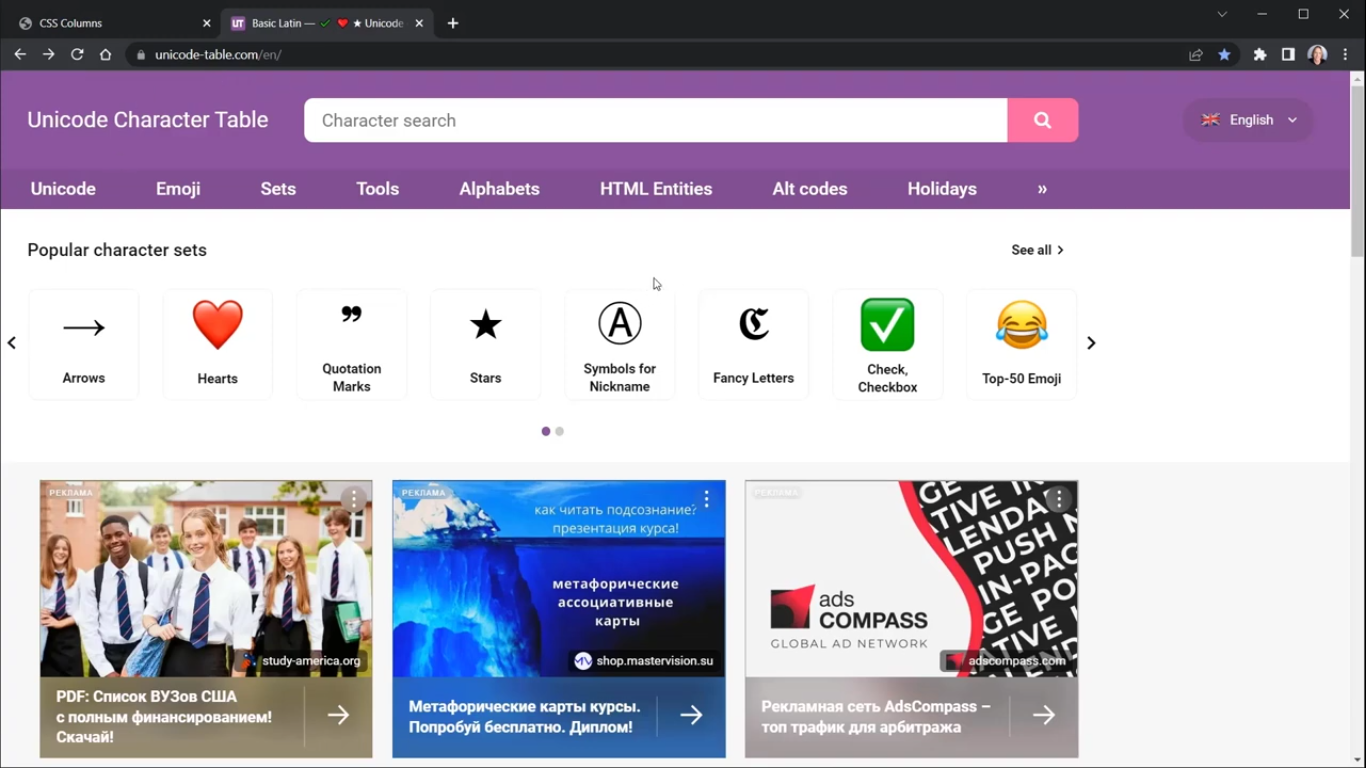 CSS Columns
UT Basic Latin — ✓ ❤ ★ Unicode
unicode-table.com/en/
Unicode Character Table
Character search
English
Unicode
Emoji
Sets
Tools
Alphabets
HTML Entities
Alt codes
Holidays
»
Popular character sets
See all
→
❤️
❞
★
Ⓐ
ℭ
✅
😂
Arrows
Hearts
Quotation
Marks
Stars
Symbols for
Nickname
Fancy Letters
Check,
Checkbox
Top-50 Emoji
РЕКЛАМА
study-america.org
PDF: Список ВУЗов США
с полным финансированием!
Скачай!
РЕКЛАМА
как читать подсознание?
презентация курса!
метафорические
ассоциативные
карты
shop.mastervision.su
Метафорические карты курсы.
Попробуй бесплатно. Диплом!
РЕКЛАМА
ads
COMPASS
GLOBAL AD NETWORK
PUSH
adscompass.com
Рекламная сеть AdsCompass –
топ трафик для арбитража